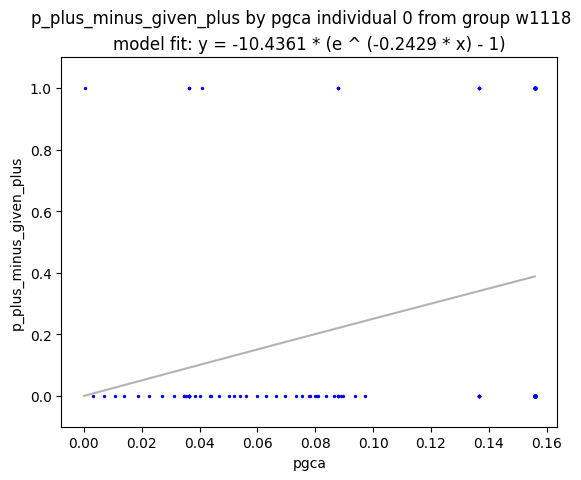 p_plus_minus_given_plus by pgca individual 0 from group w1118
model fit: y = -10.4361 * (e ^ (-0.2429 * x) - 1)
1.0
0.8
0.6
0.4
0.2
0.0
p_plus_minus_given_plus
0.00 0.02 0.04 0.06 0.08 0.10 0.12 0.14 0.16
pgca